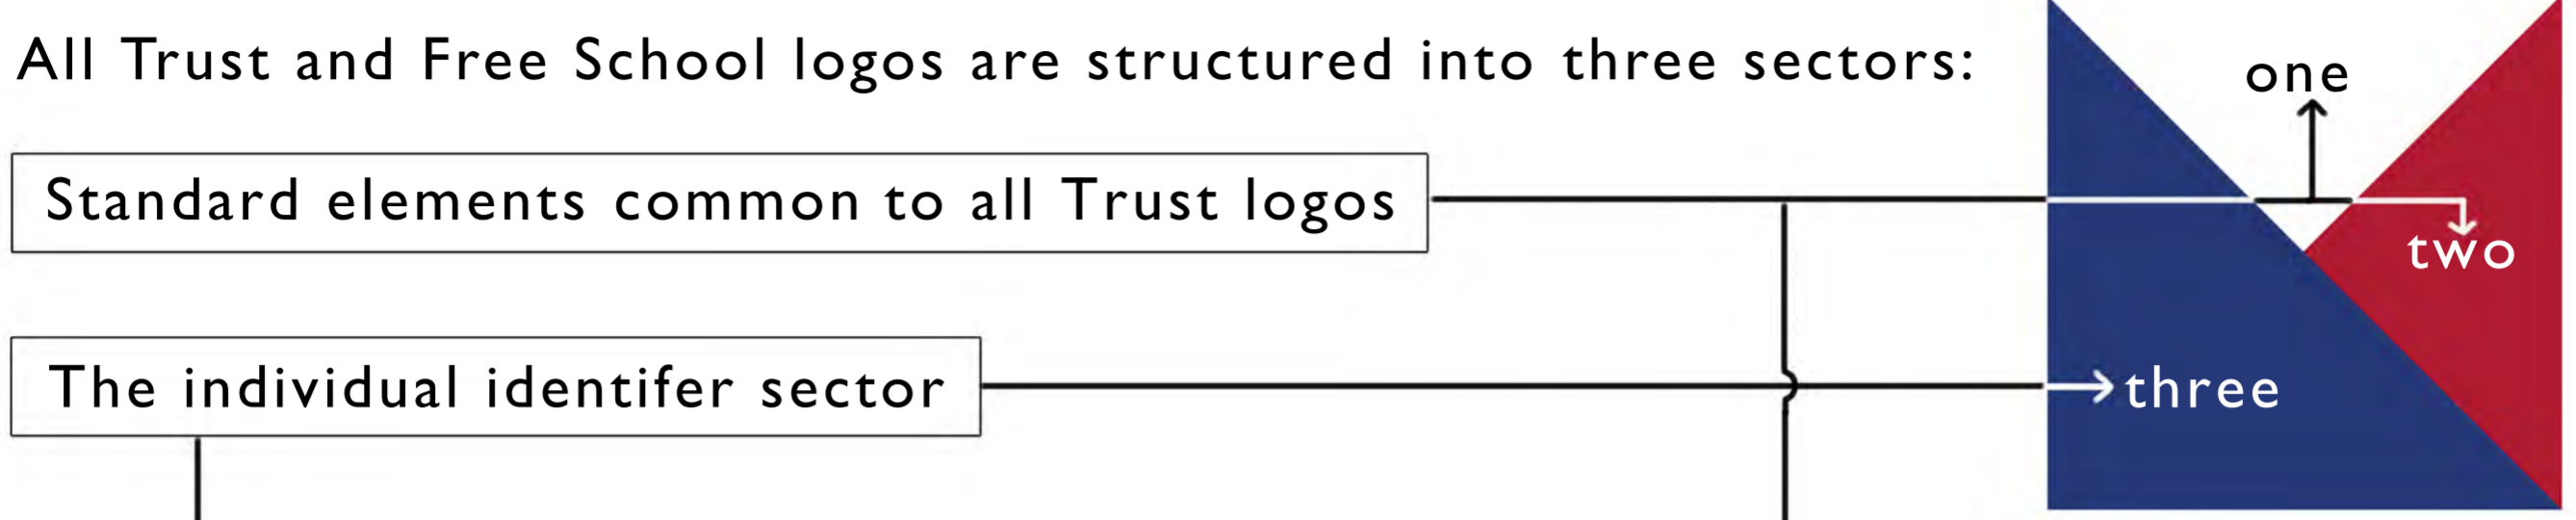 All Trust and Free School logos are structured into three sectors:
one
Standard elements common to all Trust logos
two
The individual identifer sector
three